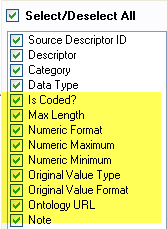 Select/Deselect All
Source Descriptor ID
Descriptor
Category
Data Type
Is Coded?
Max Length
Numeric Format
Numeric Maximum
Numeric Minimum
Original Value Type
Original Value Format
Ontology URL
Note